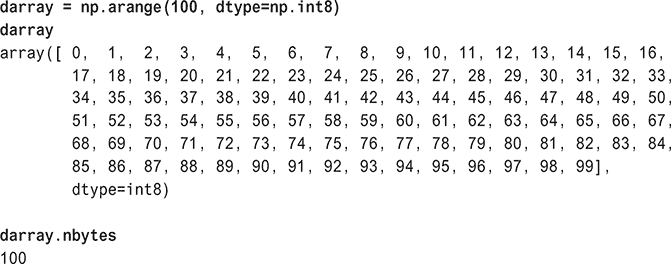 darray = np.arange(100, dtype=np.int8)
darray
array([ 0, 1, 2, 3, 4, 5, 6, 7, 8, 9, 10, 11, 12, 13, 14, 15, 16,
17, 18, 19, 20, 21, 22, 23, 24, 25, 26, 27, 28, 29, 30, 31, 32, 33,
34, 35, 36, 37, 38, 39, 40, 41, 42, 43, 44, 45, 46, 47, 48, 49, 50,
51, 52, 53, 54, 55, 56, 57, 58, 59, 60, 61, 62, 63, 64, 65, 66, 67,
68, 69, 70, 71, 72, 73, 74, 75, 76, 77, 78, 79, 80, 81, 82, 83, 84,
85, 86, 87, 88, 89, 90, 91, 92, 93, 94, 95, 96, 97, 98, 99],
dtype=int8)
darray.nbytes
100